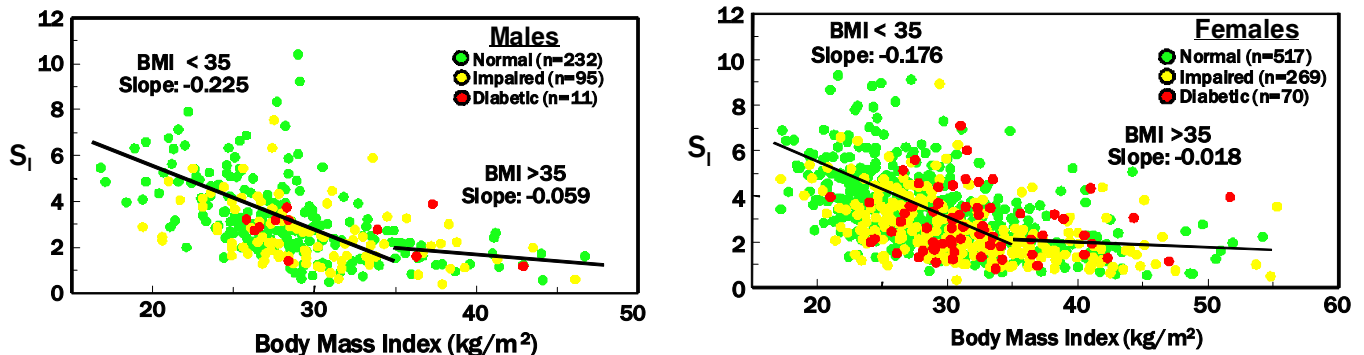 12
10
8
6
4
2
0
S_I
BMI < 35
Slope: -0.225
Males
Normal (n=232)
Impaired (n=95)
Diabetic (n=11)
BMI >35
Slope: -0.059
20
30
40
50
Body Mass Index (kg/m²)
12
10
8
6
4
2
0
S_I
BMI < 35
Slope: -0.176
Females
Normal (n=517)
Impaired (n=269)
Diabetic (n=70)
BMI >35
Slope: -0.018
20
30
40
50
60
Body Mass Index (kg/m²)